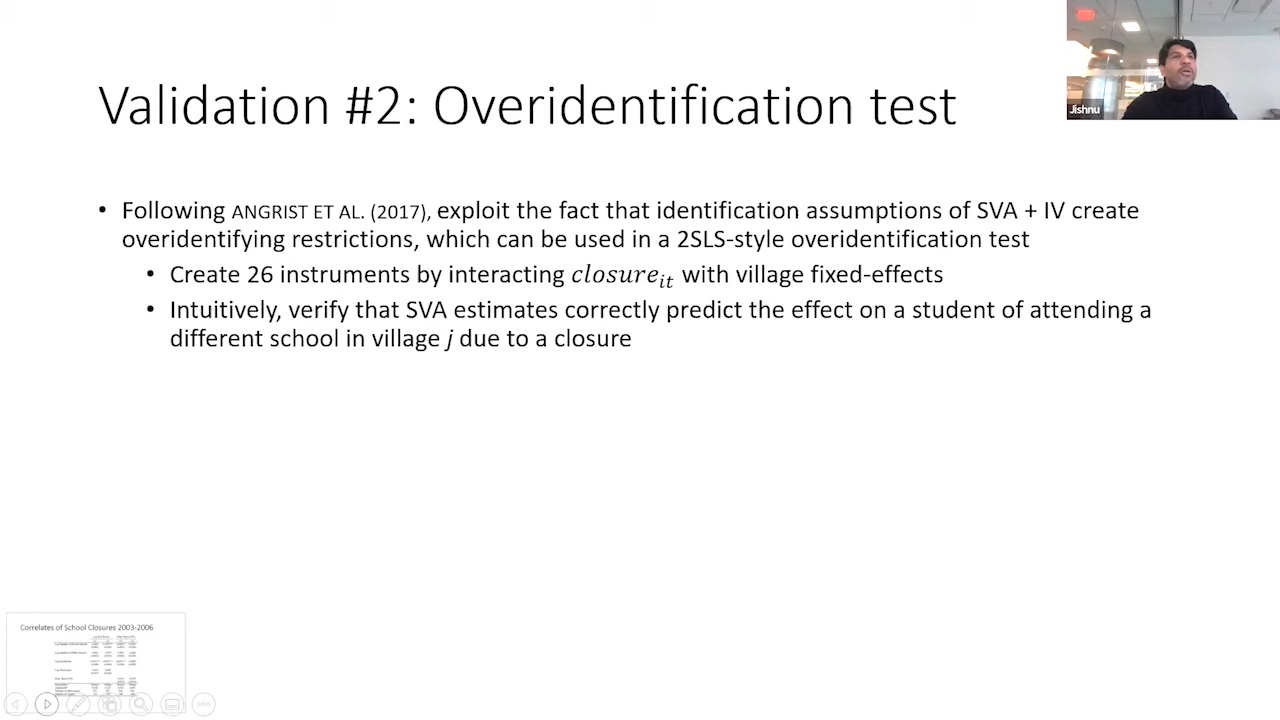 Jishnu
Validation #2: Overidentification test
• Following ANGRIST ET AL. (2017), exploit the fact that identification assumptions of SVA + IV create
overidentifying restrictions, which can be used in a 2SLS-style overidentification test
• Create 26 instruments by interacting closure_it with village fixed-effects
• Intuitively, verify that SVA estimates correctly predict the effect on a student of attending a
different school in village j due to a closure
Correlates of School Closures 2003-2006